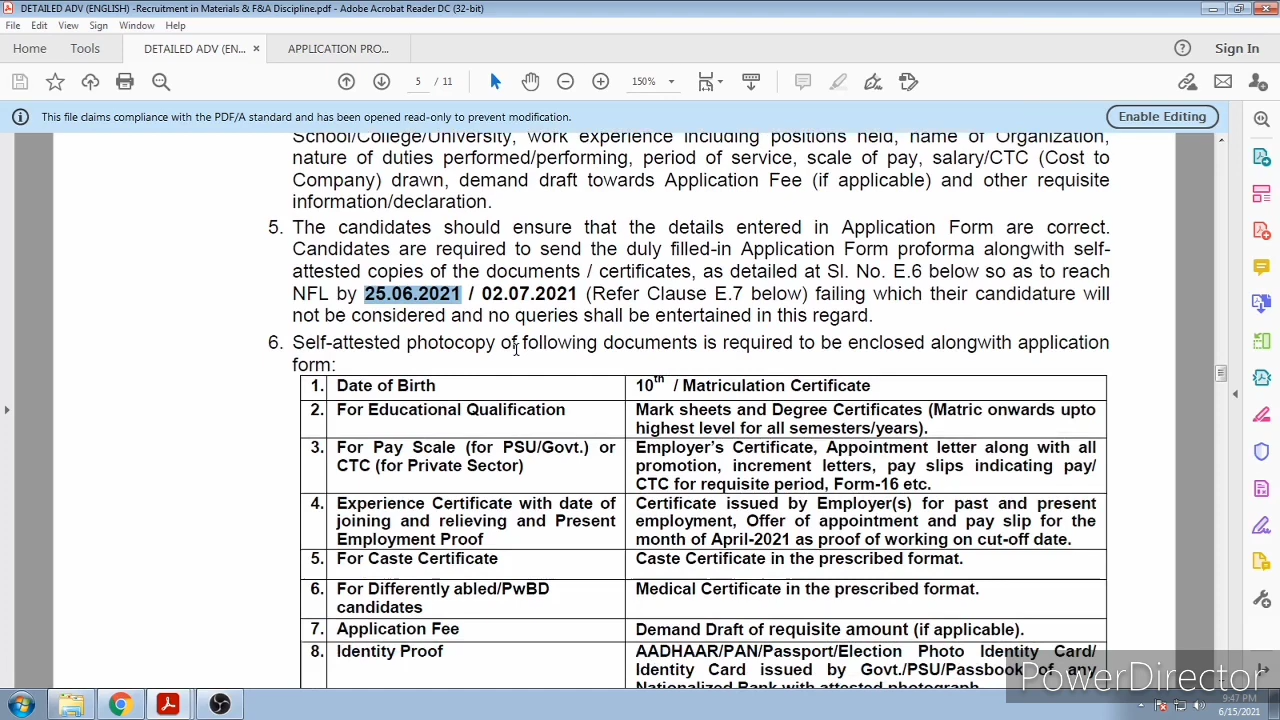 DETAILED ADV (ENGLISH) -Recruitment in Materials & F&A Discipline.pdf - Adobe Acrobat Reader DC (32-bit)
File Edit View Sign Window Help
Home Tools DETAILED ADV (EN... × APPLICATION PRO... Sign In
5 / 11 150%
This file claims compliance with the PDF/A standard and has been opened read-only to prevent modification. Enable Editing
School/College/University, work experience including positions held, name of Organization,
nature of duties performed/performing, period of service, scale of pay, salary/CTC (Cost to
Company) drawn, demand draft towards Application Fee (if applicable) and other requisite
information/declaration.
5. The candidates should ensure that the details entered in Application Form are correct.
Candidates are required to send the duly filled-in Application Form proforma alongwith self-
attested copies of the documents / certificates, as detailed at Sl. No. E.6 below so as to reach
NFL by 25.06.2021 / 02.07.2021 (Refer Clause E.7 below) failing which their candidature will
not be considered and no queries shall be entertained in this regard.
6. Self-attested photocopy of following documents is required to be enclosed alongwith application
form:
1. Date of Birth 10th / Matriculation Certificate
2. For Educational Qualification Mark sheets and Degree Certificates (Matric onwards upto
highest level for all semesters/years).
3. For Pay Scale (for PSU/Govt.) or Employer's Certificate, Appointment letter along with all
CTC (for Private Sector) promotion, increment letters, pay slips indicating pay/
CTC for requisite period, Form-16 etc.
4. Experience Certificate with date of Certificate issued by Employer(s) for past and present
joining and relieving and Present employment, Offer of appointment and pay slip for the
Employment Proof month of April-2021 as proof of working on cut-off date.
5. For Caste Certificate Caste Certificate in the prescribed format.
6. For Differently abled/PwBD Medical Certificate in the prescribed format.
candidates
7. Application Fee Demand Draft of requisite amount (if applicable).
8. Identity Proof AADHAAR/PAN/Passport/Election Photo Identity Card/
Identity Card issued by Govt./PSU/Passbook of any
Nationalized Bank with attested photograph
PowerDirector
9:47 PM
6/15/2021